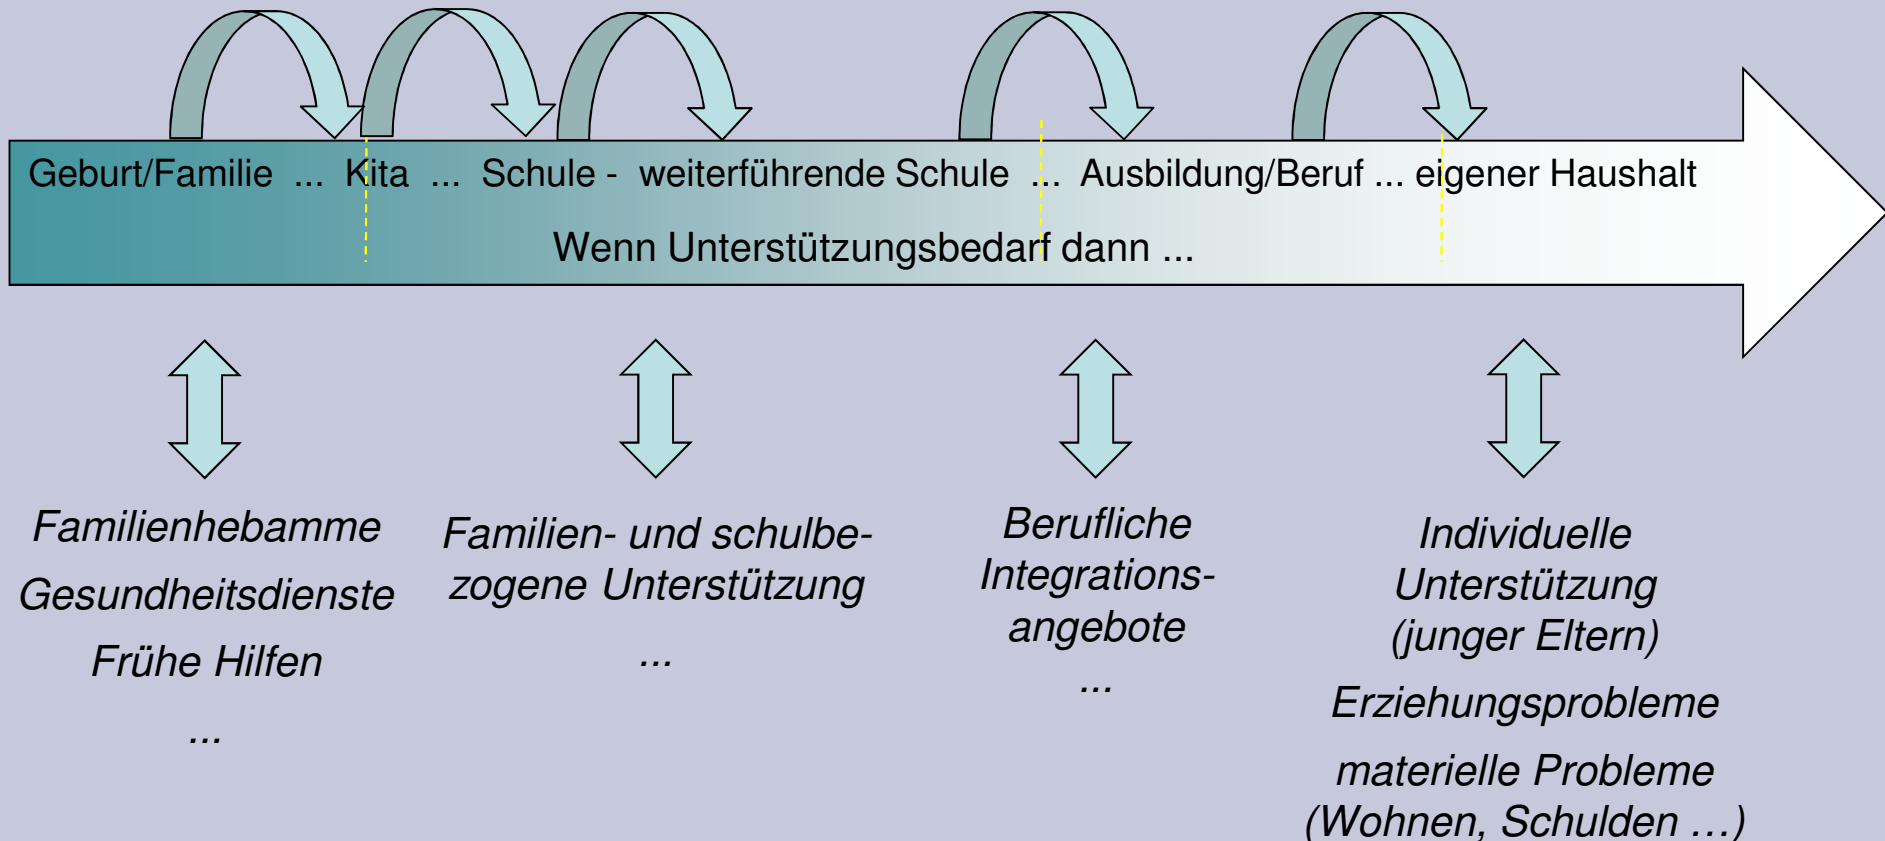 Geburt/Familie ... Kita ... Schule - weiterführende Schule ... Ausbildung/Beruf ... eigener Haushalt
Wenn Unterstützungsbedarf dann ...
Familienhebamme
Gesundheitsdienste
Frühe Hilfen
...
Familien- und schulbe-
zogene Unterstützung
...
Berufliche
Integrations-
angebote
...
Individuelle
Unterstützung
(junger Eltern)
Erziehungsprobleme
materielle Probleme
(Wohnen, Schulden ...)